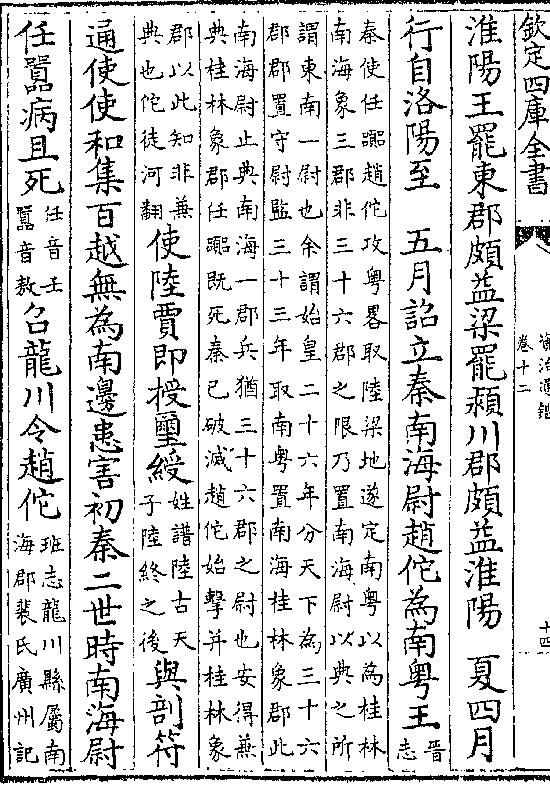 欽定四庫全書
資治通鑑
卷十二
十四
淮陽王罷東郡頗益梁罷潁川郡頗益淮陽 夏四月
行自洛陽至 五月詔立秦南海尉趙佗為南粤王 晉志
秦使任囂趙佗攻粤畧取陸梁地遂定南粤以為桂林
南海象三郡非三十六郡之限乃置南海尉以典之所
謂東南一尉也余謂始皇二十六年分天下為三十六
郡郡置守尉監三十三年取南粤置南海桂林象郡此
南海尉止典南海一郡兵猶三十六郡之尉也安得兼
典桂林象郡任囂既死秦已破滅趙佗始擊并桂林象
郡以此知非兼典也佗徒河翻 使陸賈即授璽綬 姓譜陸古天子陸終之後 與剖符
通使使和集百越無為南邊患害初秦二世時南海尉
任囂病且死 任音壬囂音敖 召龍川令趙佗 班志龍川縣屬南海郡裴氏廣州記